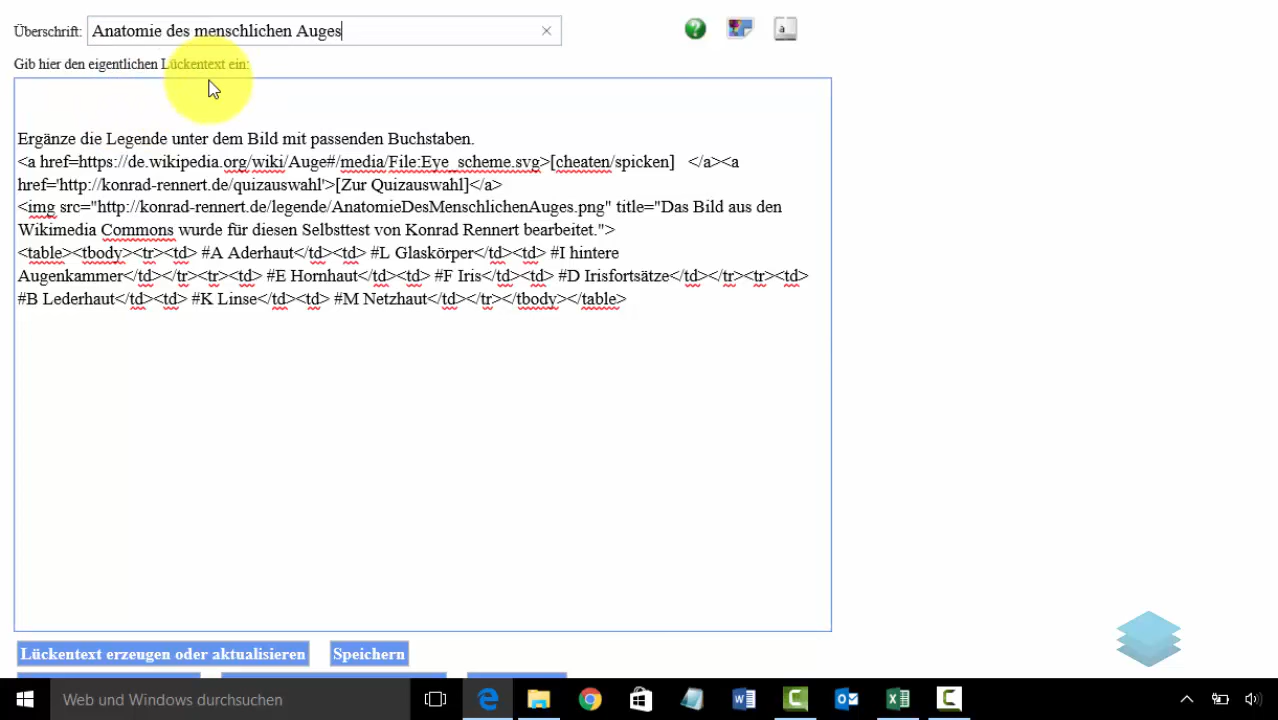 Überschrift: Anatomie des menschlichen Auges
a
Gib hier den eigentlichen Lückentext ein:
Ergänze die Legende unter dem Bild mit passenden Buchstaben.
<a href=https://de.wikipedia.org/wiki/Auge#/media/File:Eye_scheme.svg>[cheaten/spicken]   </a><a
href='http://konrad-rennert.de/quizauswahl'>[Zur Quizauswahl]</a>
<img src="http://konrad-rennert.de/legende/AnatomieDesMenschlichenAuges.png" title="Das Bild aus den
Wikimedia Commons wurde für diesen Selbsttest von Konrad Rennert bearbeitet.">
<table><tbody><tr><td> #A Aderhaut</td><td> #L Glaskörper</td><td> #I hintere
Augenkammer</td></tr><tr><td> #E Hornhaut</td><td> #F Iris</td><td> #D Irisfortsätze</td></tr><tr><td>
#B Lederhaut</td><td> #K Linse</td><td> #M Netzhaut</td></tr></tbody></table>
Lückentext erzeugen oder aktualisieren Speichern
Web und Windows durchsuchen